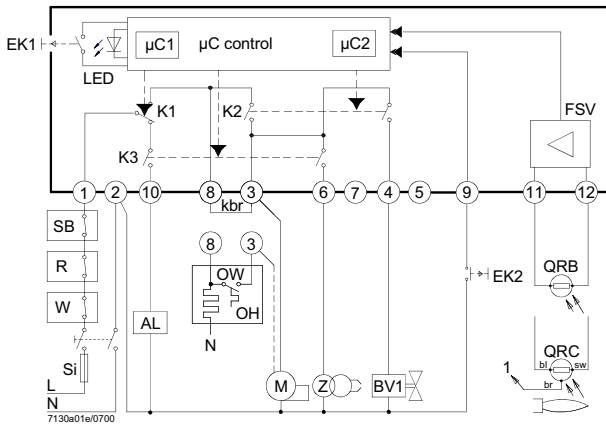 EK1
LED
µC1
µC control
µC2
FSV
K1
K2
K3
1
2
10
8
3
6
7
4
5
9
11
12
kbr
SB
R
W
Si
L
N
8
3
OW
OH
N
AL
M
Z
BV1
EK2
QRB
QRC
bl
sw
br
1
7130a01e/0700